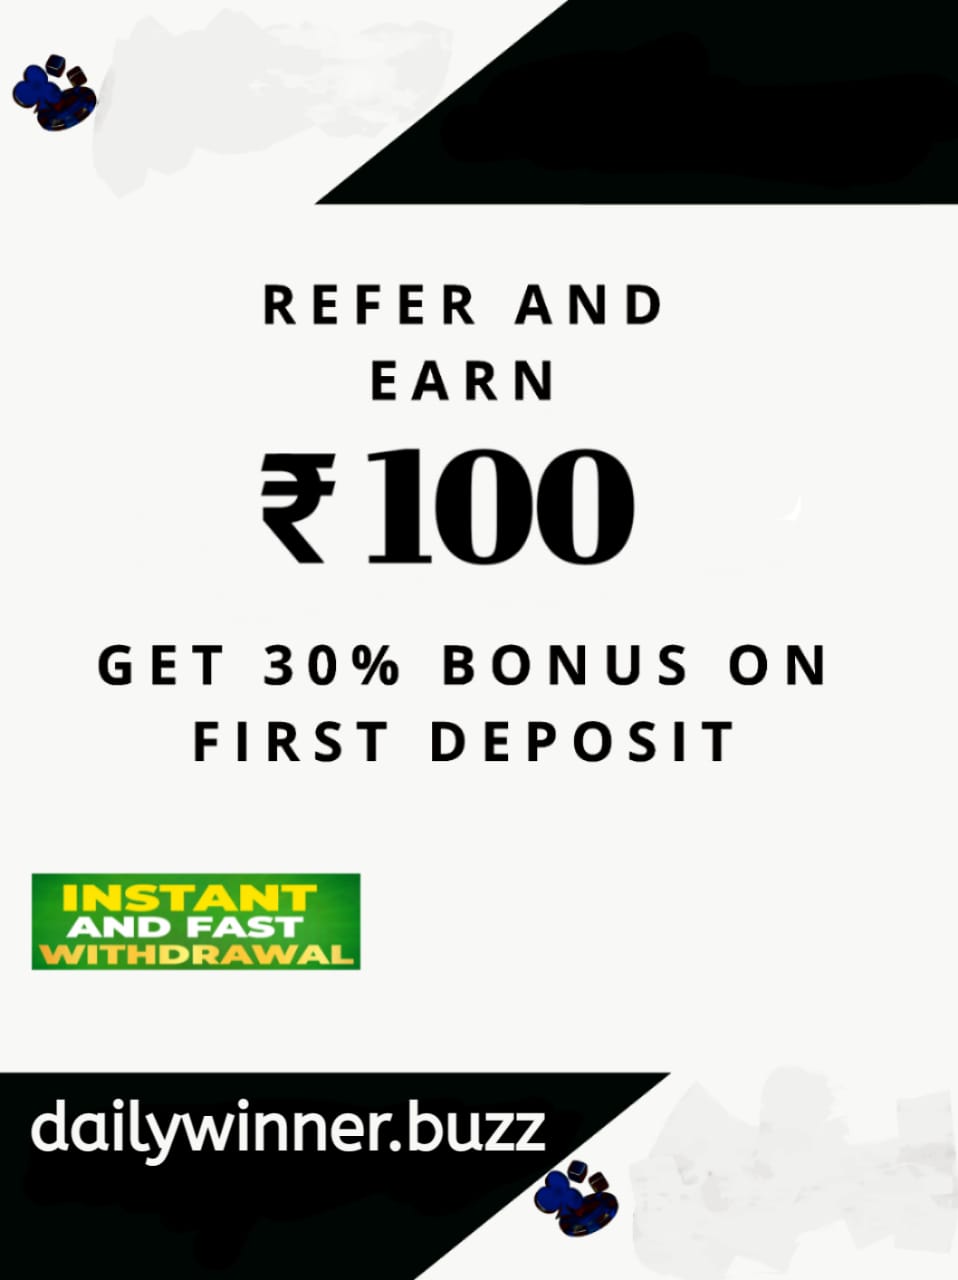 REFER AND
EARN
₹ 100
GET 30% BONUS ON
FIRST DEPOSIT
INSTANT
AND FAST
WITHDRAWAL
dailywinner.buzz